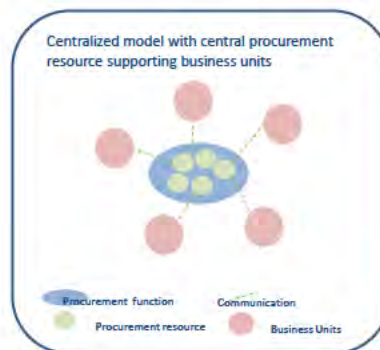 Centralized model with central procurement
resource supporting business units
Procurement function
Communication
Procurement resource
Business Units